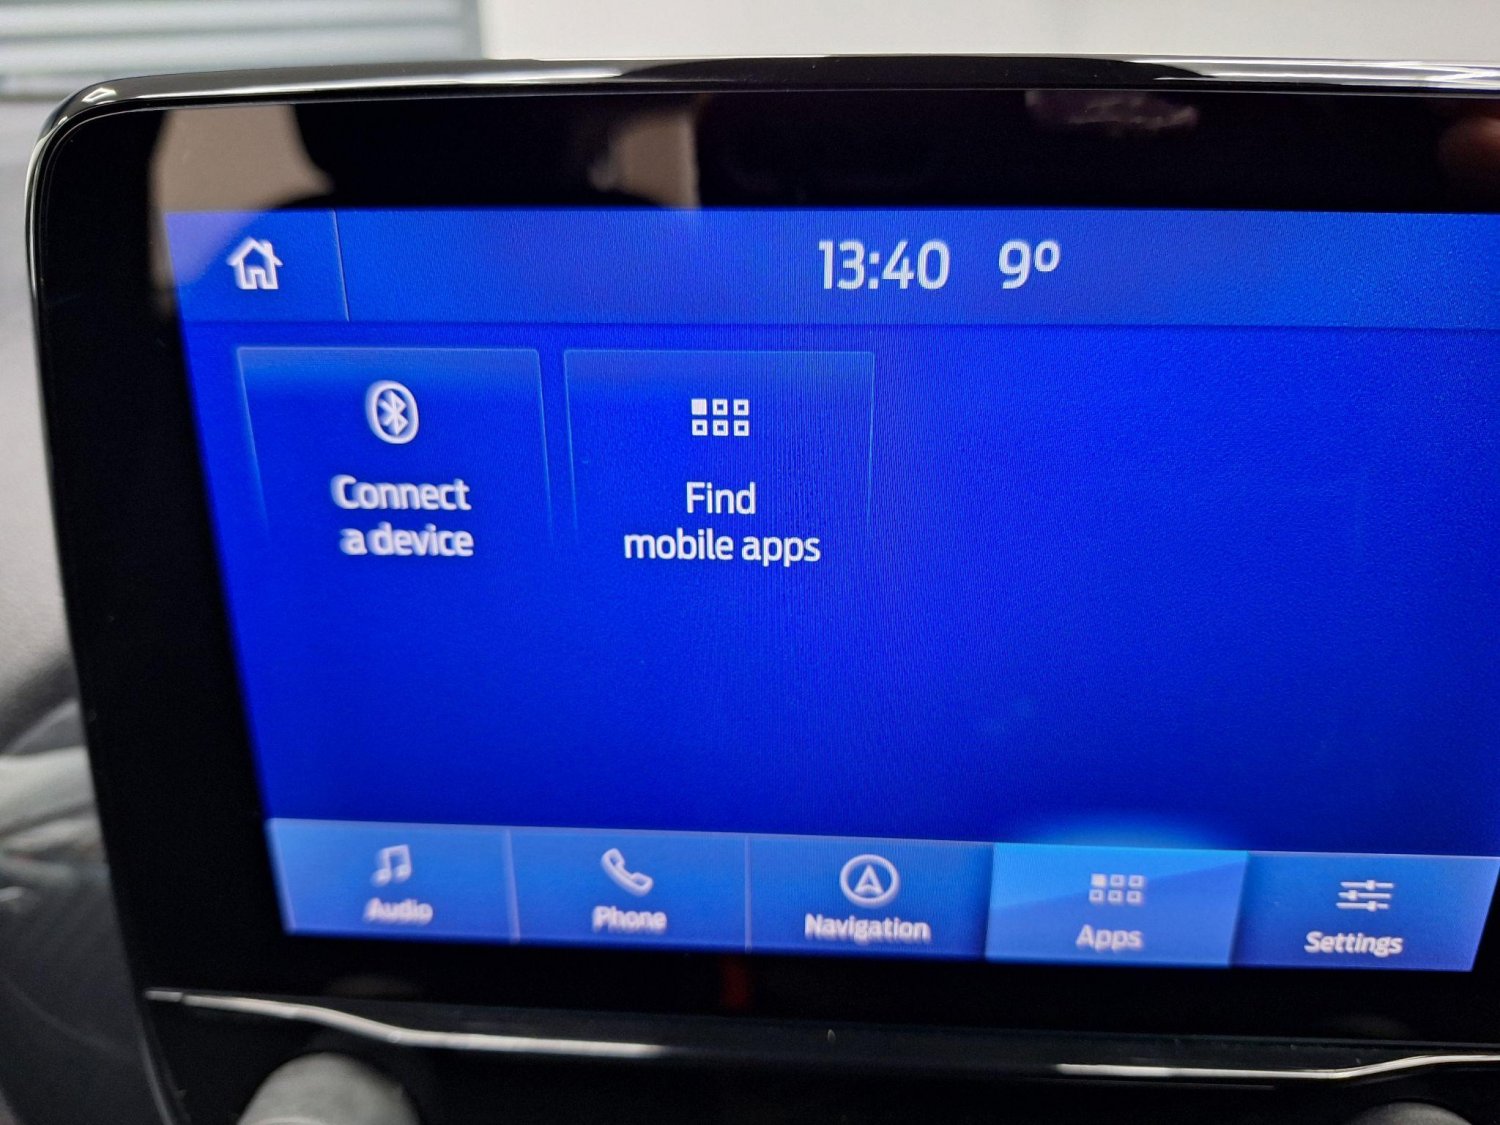 13:40 9º
Connect
a device
Find
mobile apps
Audio
Phone
Navigation
Apps
Settings